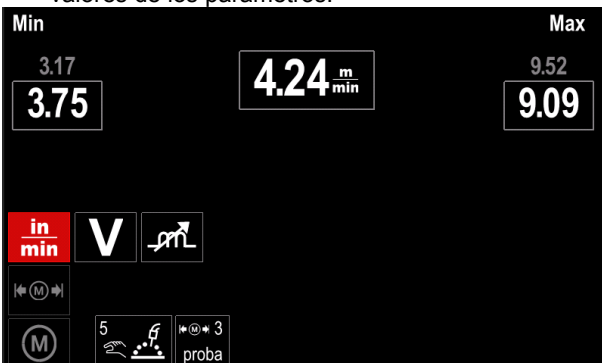 valores de los parámetros.
Min Max
3.17 9.52
3.75 4.24 m/min 9.09
in/min V
M
M 5 M 3
proba